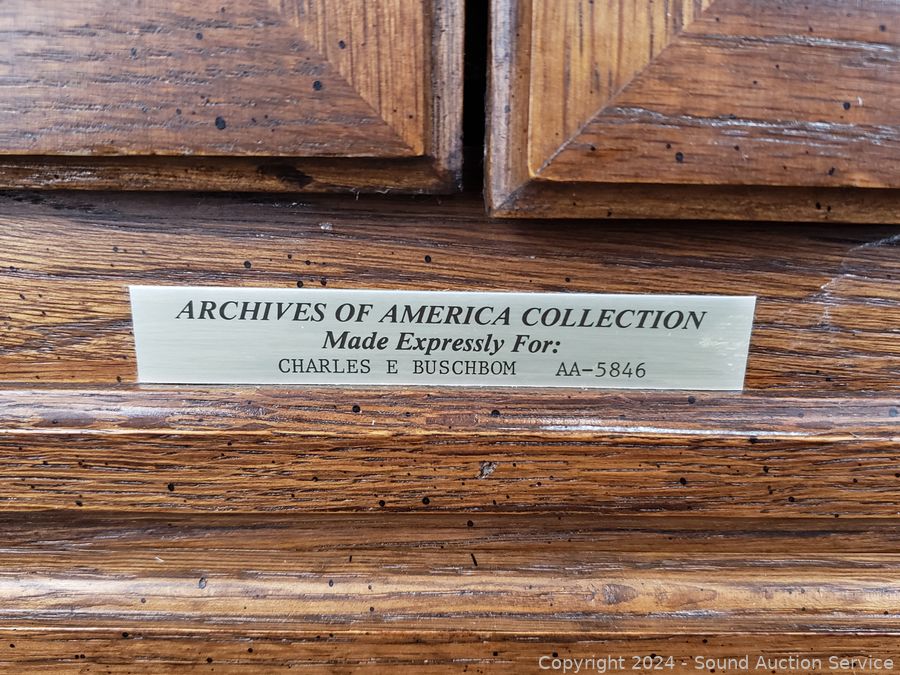 ARCHIVES OF AMERICA COLLECTION
Made Expressly For:
CHARLES E BUSCHBOM AA-5846
Copyright 2024 - Sound Auction Service